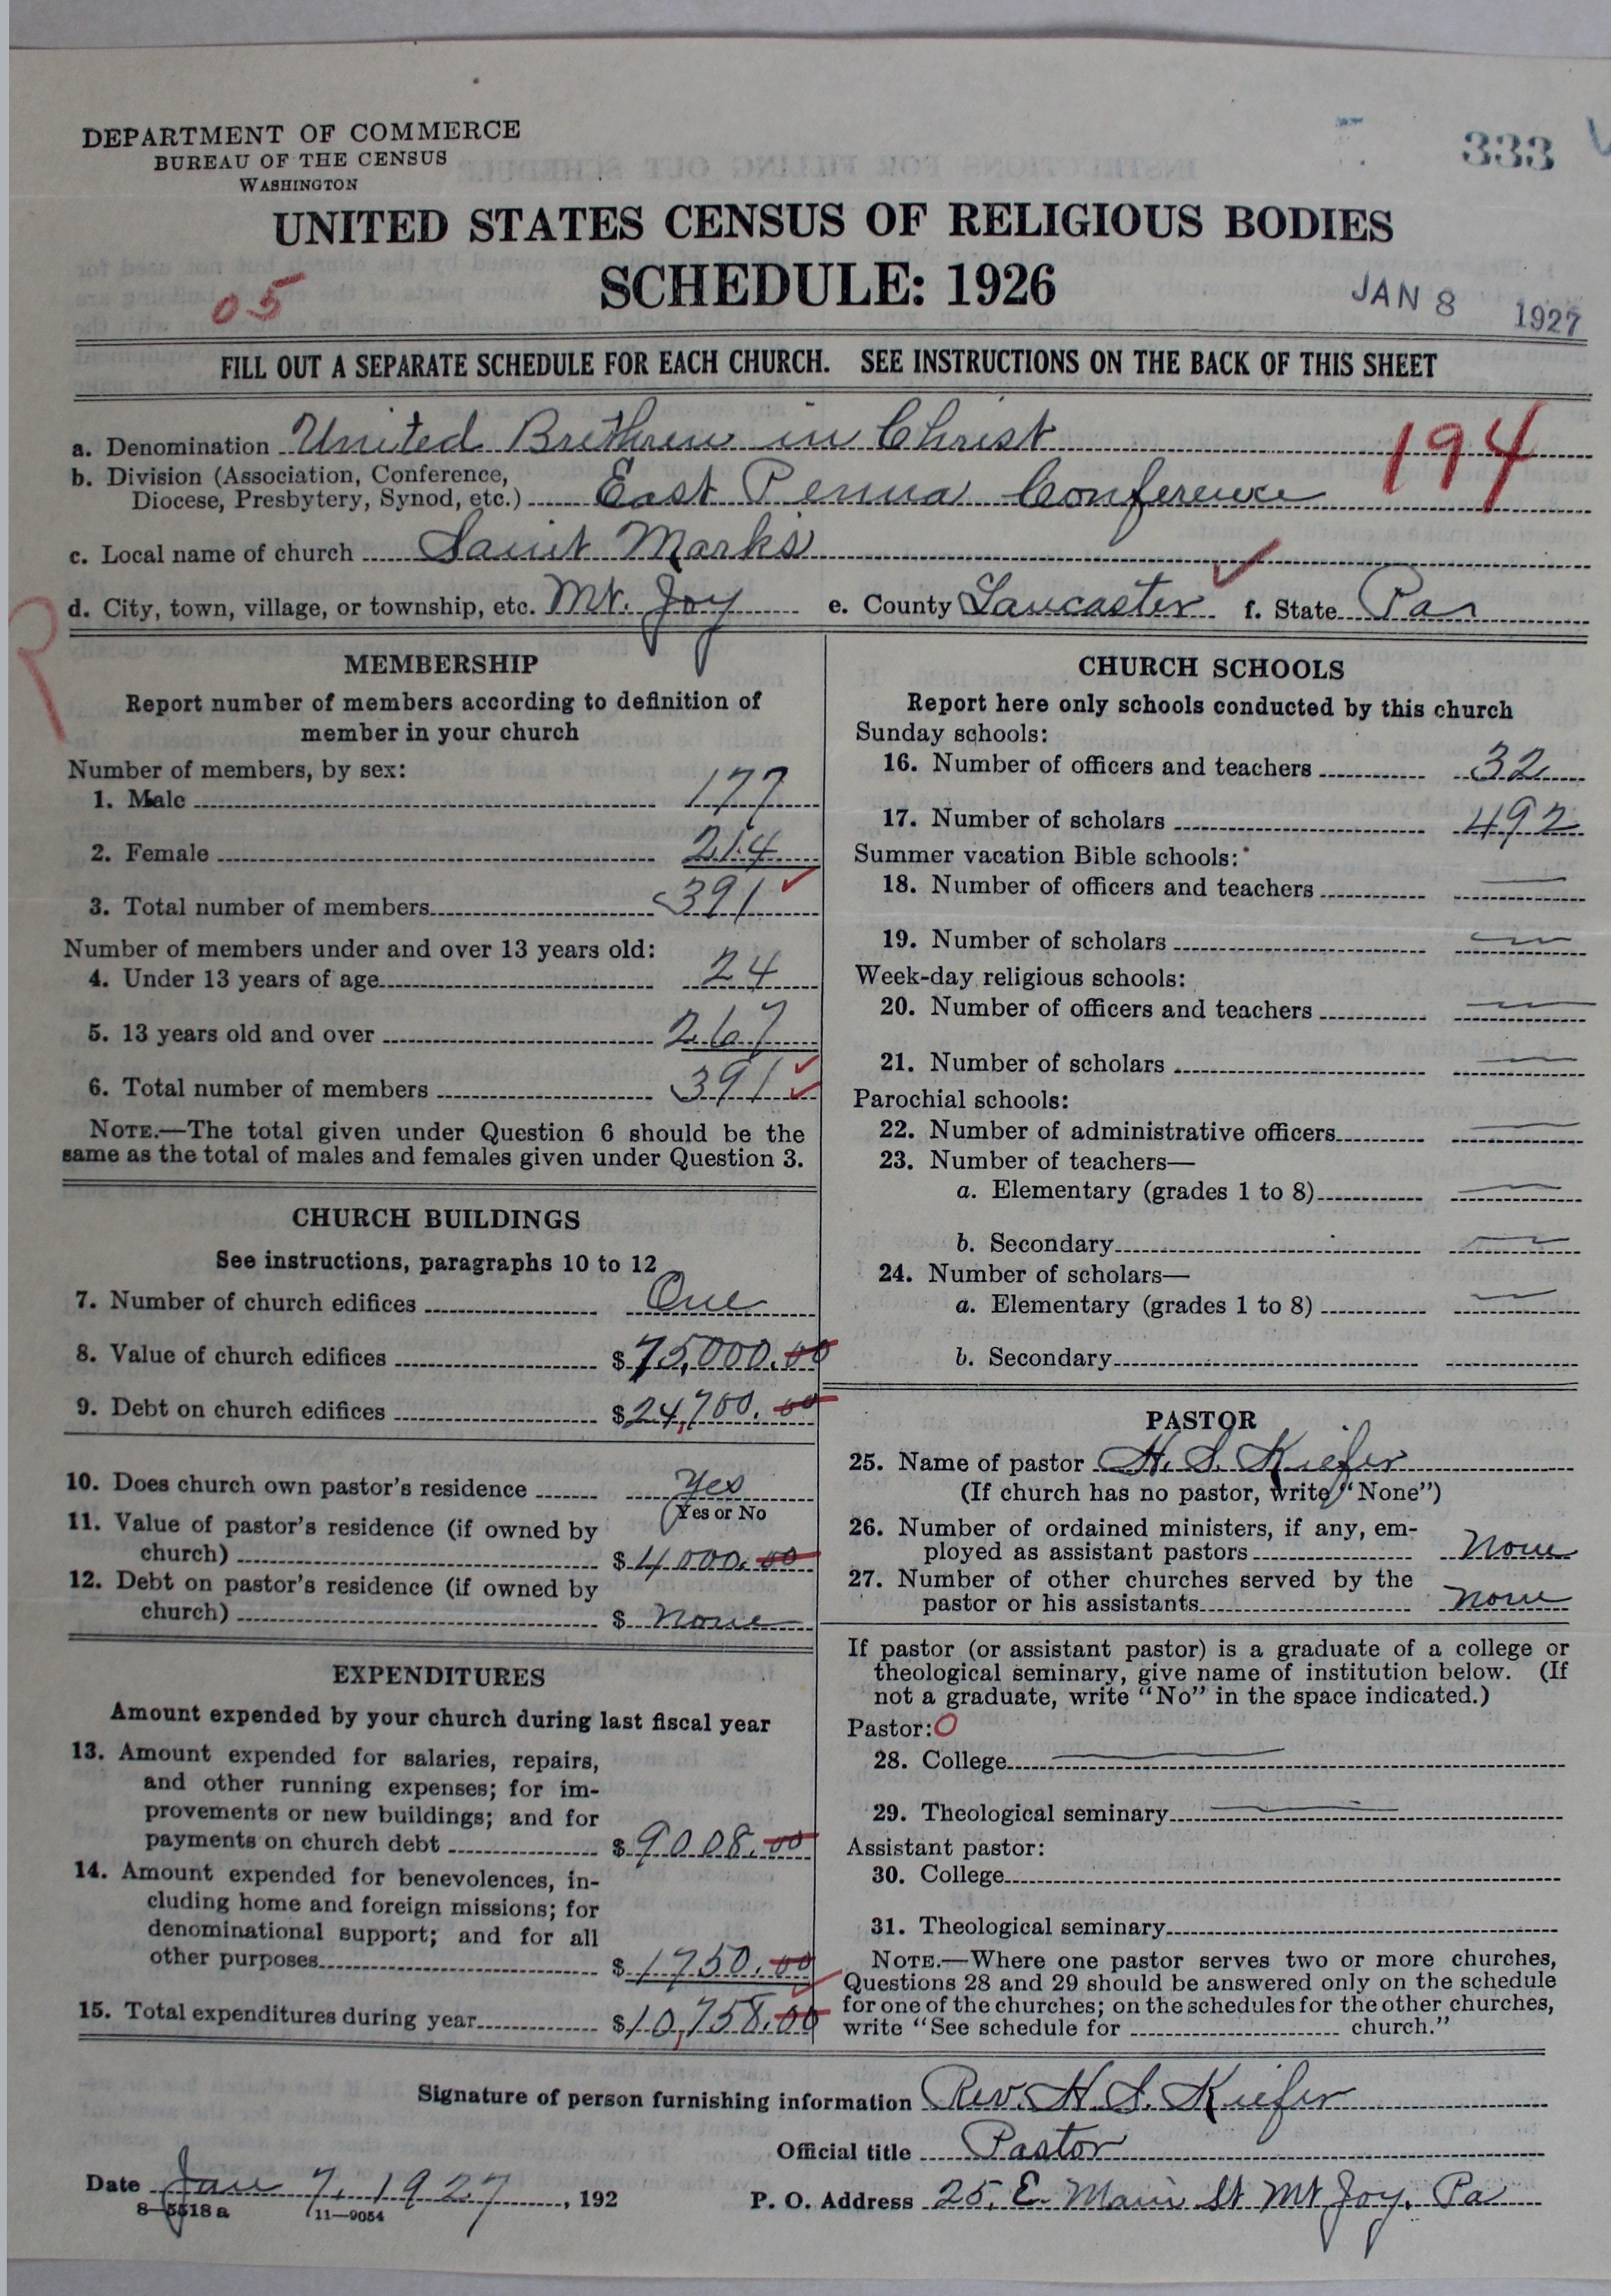 DEPARTMENT OF COMMERCE
BUREAU OF THE CENSUS
WASHINGTON
333
UNITED STATES CENSUS OF RELIGIOUS BODIES
SCHEDULE: 1926
05
JAN 8 1927
FILL OUT A SEPARATE SCHEDULE FOR EACH CHURCH. SEE INSTRUCTIONS ON THE BACK OF THIS SHEET
a. Denomination United Brethren in Christ
194
b. Division (Association, Conference,
Diocese, Presbytery, Synod, etc.) East Penna Conference
c. Local name of church Saint Marks
d. City, town, village, or township, etc. Mt. Joy e. County Lancaster f. State Pa
MEMBERSHIP
Report number of members according to definition of
member in your church
Number of members, by sex:
1. Male 177
2. Female 214
3. Total number of members 391
Number of members under and over 13 years old:
4. Under 13 years of age 24
5. 13 years old and over 267
6. Total number of members 391
NOTE.—The total given under Question 6 should be the
same as the total of males and females given under Question 3.
CHURCH BUILDINGS
See instructions, paragraphs 10 to 12
7. Number of church edifices One
8. Value of church edifices $75,000.00
9. Debt on church edifices $24,700.00
10. Does church own pastor's residence Yes
Yes or No
11. Value of pastor's residence (if owned by
church) $4000.00
12. Debt on pastor's residence (if owned by
church) $ none
EXPENDITURES
Amount expended by your church during last fiscal year
13. Amount expended for salaries, repairs,
and other running expenses; for im-
provements or new buildings; and for
payments on church debt $9008.00
14. Amount expended for benevolences, in-
cluding home and foreign missions; for
denominational support; and for all
other purposes $1750.00
15. Total expenditures during year $10,758.00
CHURCH SCHOOLS
Report here only schools conducted by this church
Sunday schools:
16. Number of officers and teachers 32
17. Number of scholars 492
Summer vacation Bible schools:
18. Number of officers and teachers —
19. Number of scholars —
Week-day religious schools:
20. Number of officers and teachers —
21. Number of scholars —
Parochial schools:
22. Number of administrative officers —
23. Number of teachers—
a. Elementary (grades 1 to 8) —
b. Secondary —
24. Number of scholars—
a. Elementary (grades 1 to 8) —
b. Secondary
PASTOR
25. Name of pastor H. S. Kiefer
(If church has no pastor, write "None")
26. Number of ordained ministers, if any, em-
ployed as assistant pastors None
27. Number of other churches served by the
pastor or his assistants none
If pastor (or assistant pastor) is a graduate of a college or
theological seminary, give name of institution below. (If
not a graduate, write "No" in the space indicated.)
Pastor: O
28. College —
29. Theological seminary —
Assistant pastor:
30. College
31. Theological seminary
NOTE.—Where one pastor serves two or more churches,
Questions 28 and 29 should be answered only on the schedule
for one of the churches; on the schedules for the other churches,
write "See schedule for church."
Signature of person furnishing information Rev. H. S. Kiefer
Official title Pastor
Date Jan 7, 1927, 192
P. O. Address 25. E. Main St Mt Joy. Pa
8—5518 a 11—9054